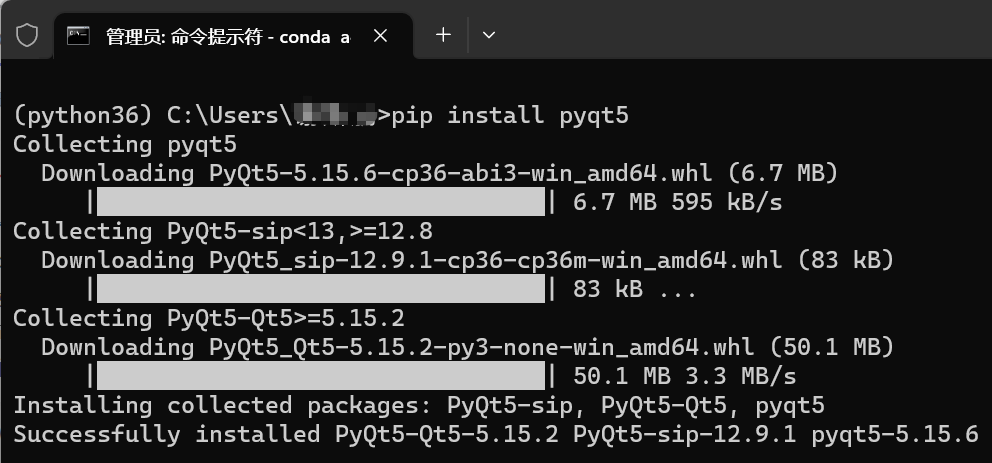 管理员: 命令提示符 - conda a
(python36) C:\Users\>pip install pyqt5
Collecting pyqt5
  Downloading PyQt5-5.15.6-cp36-abi3-win_amd64.whl (6.7 MB)
     || 6.7 MB 595 kB/s
Collecting PyQt5-sip<13,>=12.8
  Downloading PyQt5_sip-12.9.1-cp36-cp36m-win_amd64.whl (83 kB)
     || 83 kB ...
Collecting PyQt5-Qt5>=5.15.2
  Downloading PyQt5_Qt5-5.15.2-py3-none-win_amd64.whl (50.1 MB)
     || 50.1 MB 3.3 MB/s
Installing collected packages: PyQt5-sip, PyQt5-Qt5, pyqt5
Successfully installed PyQt5-Qt5-5.15.2 PyQt5-sip-12.9.1 pyqt5-5.15.6